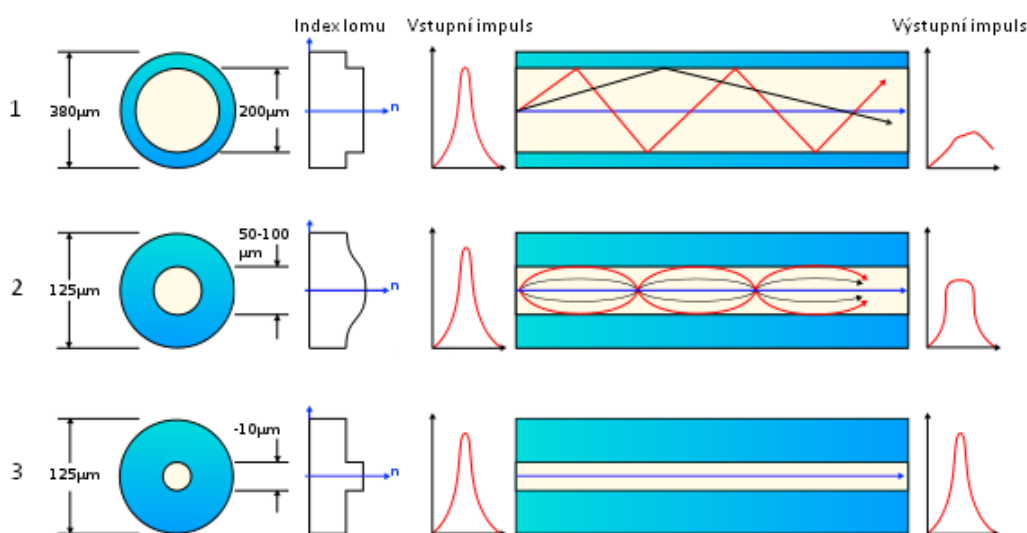 Index lomu Vstupní impuls Výstupní impuls
1 380µm 200µm n
50-100
µm
2 125µm n
-10µm
3 125µm n